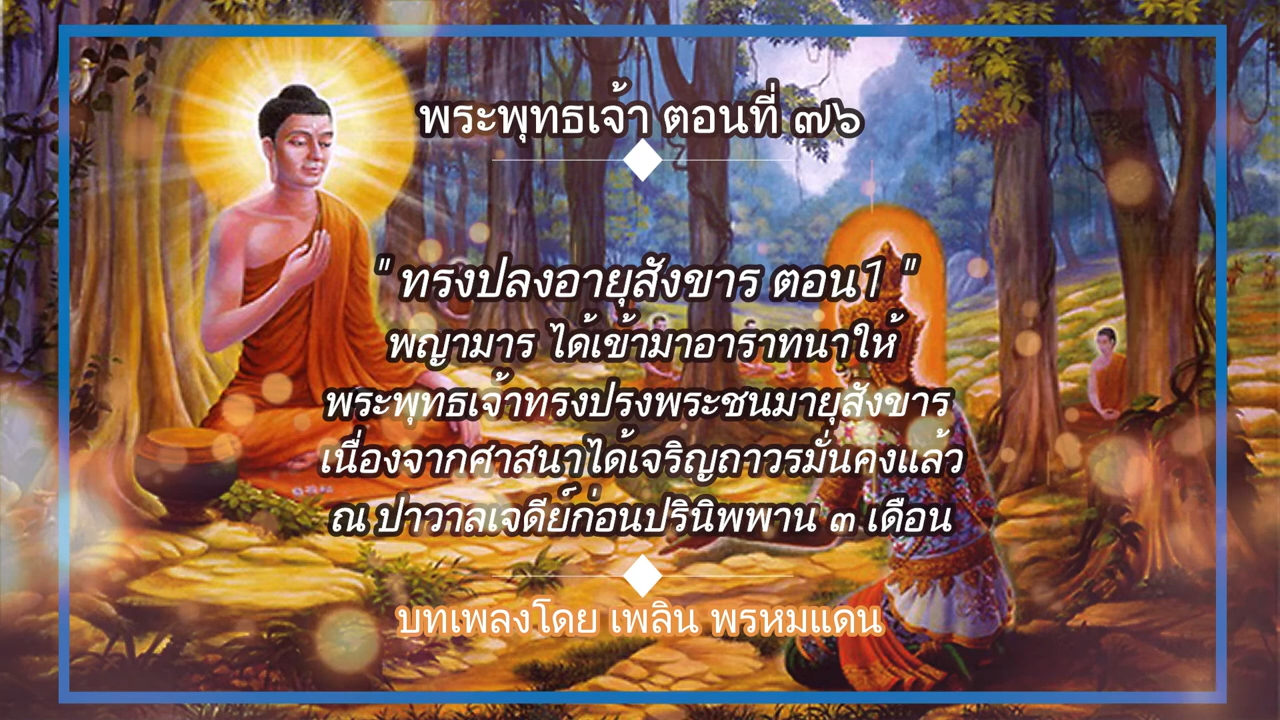 พระพุทธเจ้า ตอนที่ ๗๖
" ทรงปลงอายุสังขาร ตอน1 "
พญามาร ได้เข้ามาอาราทนาให้
พระพุทธเจ้าทรงปรงพระชนมายุสังขาร
เนื่องจากศาสนาได้เจริญถาวรมั่นคงแล้ว
ณ ปาวาลเจดีย์ก่อนปรินิพพาน ๓ เดือน
บทเพลงโดย เพลิน พรหมแดน